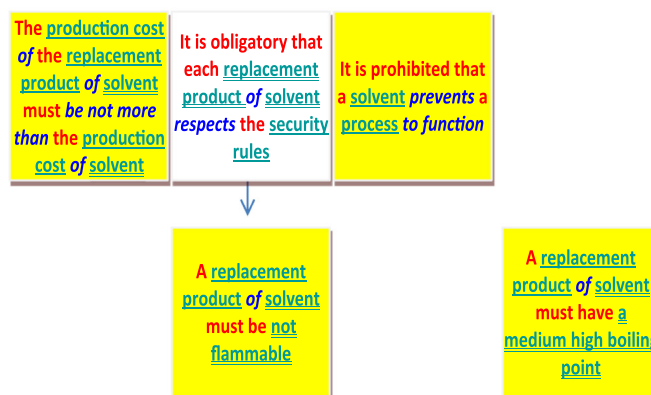 The production cost
of the replacement
product of solvent
must be not more
than the production
cost of solvent
It is obligatory that
each replacement
product of solvent
respects the security
rules
It is prohibited that
a solvent prevents a
process to function
A replacement
product of solvent
must be not
flammable
A replacement
product of solvent
must have a
medium high boilin
point